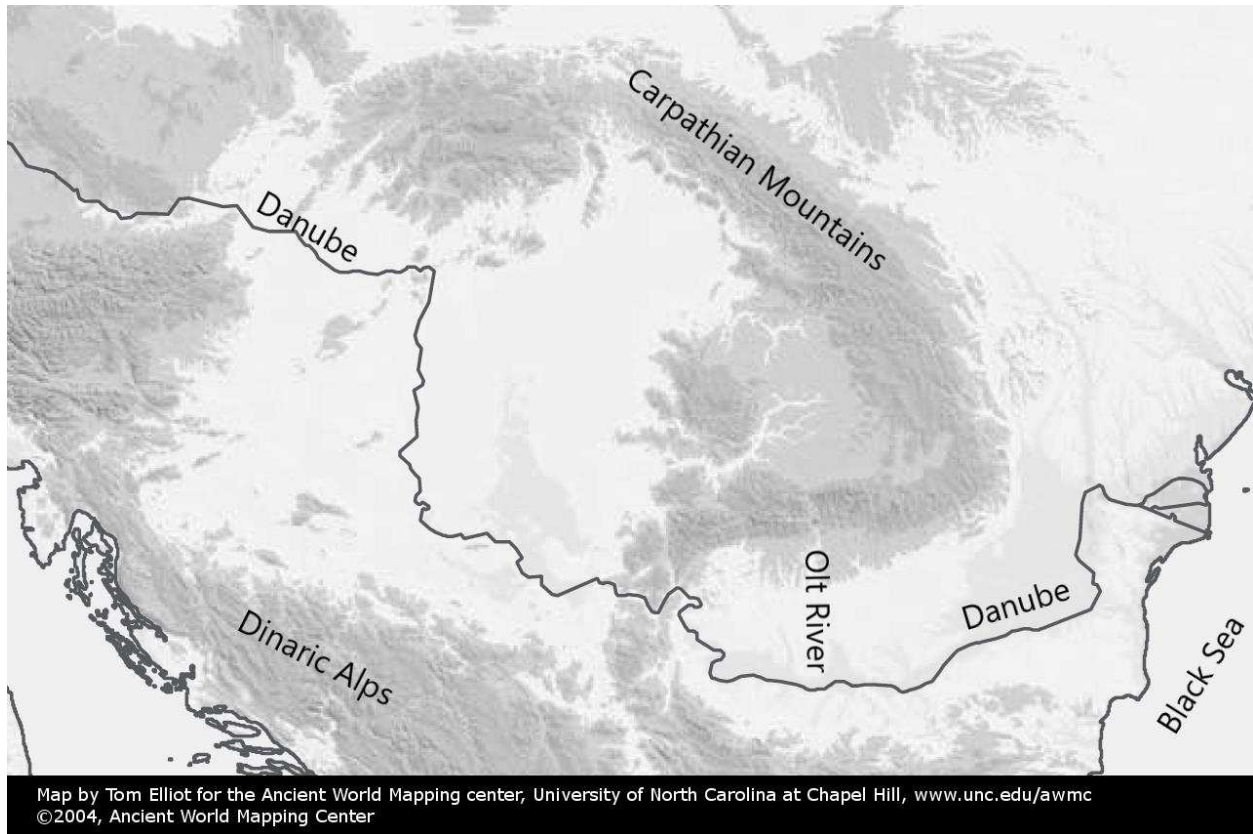 Carpathian Mountains
Danube
Olt River
Danube
Dinaric Alps
Black Sea
Map by Tom Elliot for the Ancient World Mapping center, University of North Carolina at Chapel Hill, www.unc.edu/awmc
©2004, Ancient World Mapping Center